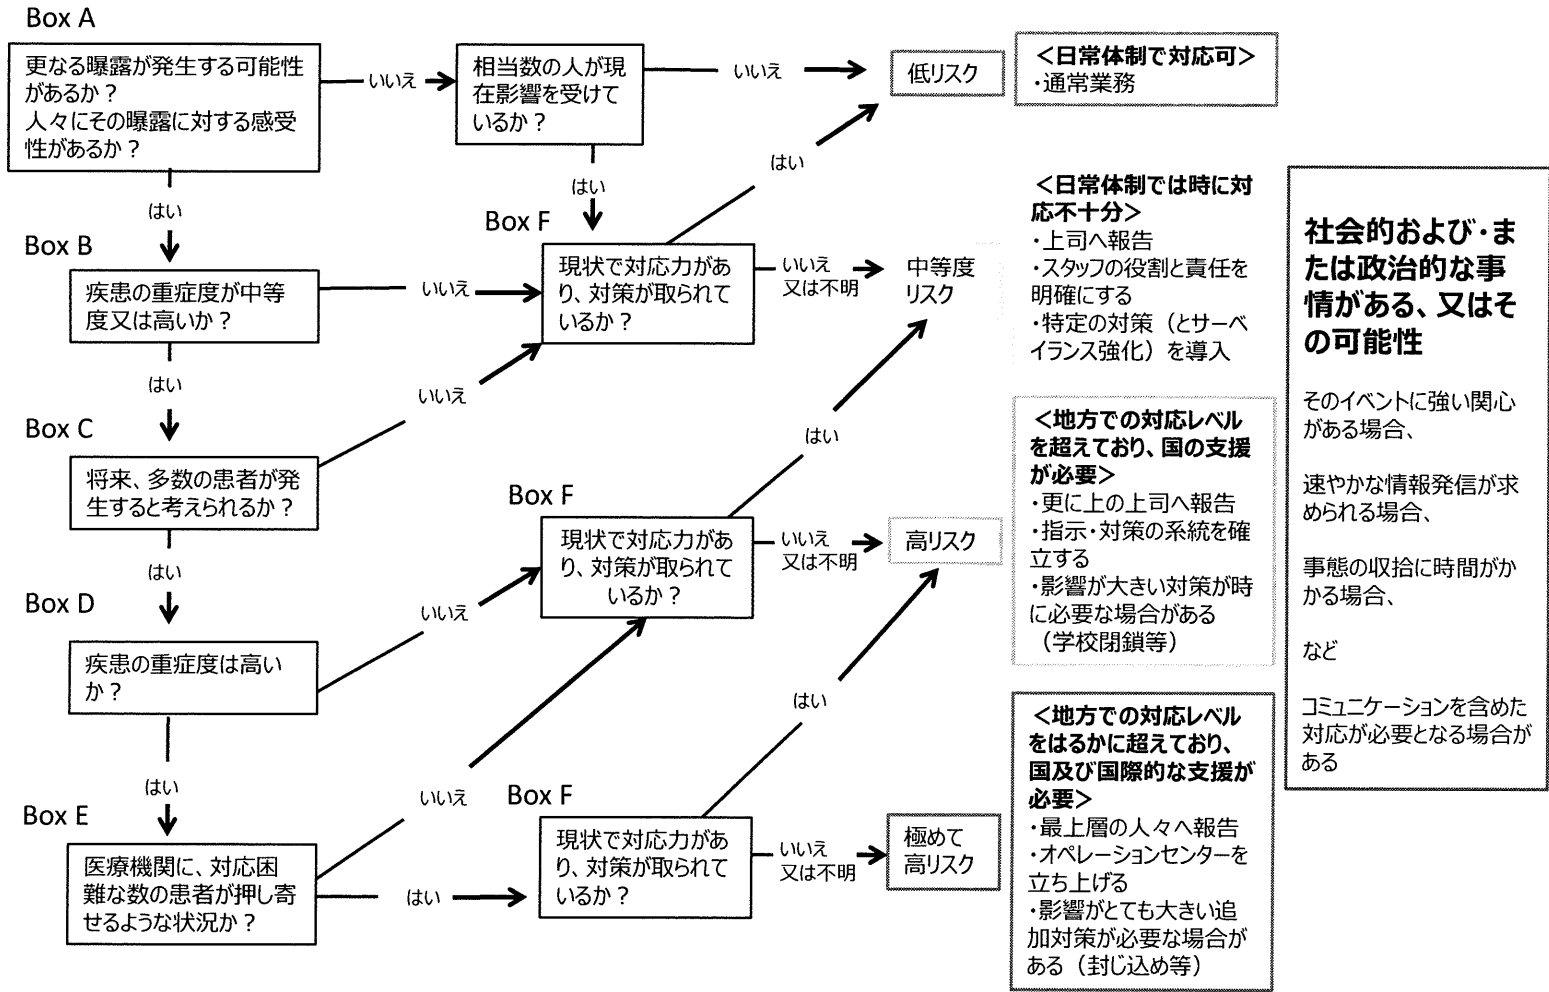 Box A
更なる曝露が発生する可能性
があるか？
人々にその曝露に対する感受
性があるか？
いいえ
相当数の人が現
在影響を受けて
いるか？
いいえ
低リスク
＜日常体制で対応可＞
・通常業務
はい
はい
はい
Box B
疾患の重症度が中等
度又は高いか？
いいえ
Box F
現状で対応力があ
り、対策が取られて
いるか？
いいえ
又は不明
中等度
リスク
＜日常体制では時に対
応不十分＞
・上司へ報告
・スタッフの役割と責任を
明確にする
・特定の対策（とサーベ
イランス強化）を導入
はい
いいえ
Box C
将来、多数の患者が発
生すると考えられるか？
はい
はい
Box D
疾患の重症度は高い
か？
いいえ
Box F
現状で対応力があ
り、対策が取られて
いるか？
いいえ
又は不明
高リスク
＜地方での対応レベル
を超えており、国の支援
が必要＞
・更に上の上司へ報告
・指示・対策の系統を確
立する
・影響が大きい対策が時
に必要な場合がある
（学校閉鎖等）
はい
いいえ
はい
Box E
医療機関に、対応困
難な数の患者が押し寄
せるような状況か？
はい
Box F
現状で対応力があ
り、対策が取られて
いるか？
いいえ
又は不明
極めて
高リスク
＜地方での対応レベル
をはるかに超えており、
国及び国際的な支援が
必要＞
・最上層の人々へ報告
・オペレーションセンターを
立ち上げる
・影響がとても大きい追
加対策が必要な場合が
ある（封じ込め等）
社会的および・ま
たは政治的な事
情がある、又はそ
の可能性
そのイベントに強い関心
がある場合、
速やかな情報発信が求
められる場合、
事態の収拾に時間がか
かる場合、
など
コミュニケーションを含めた
対応が必要となる場合が
ある